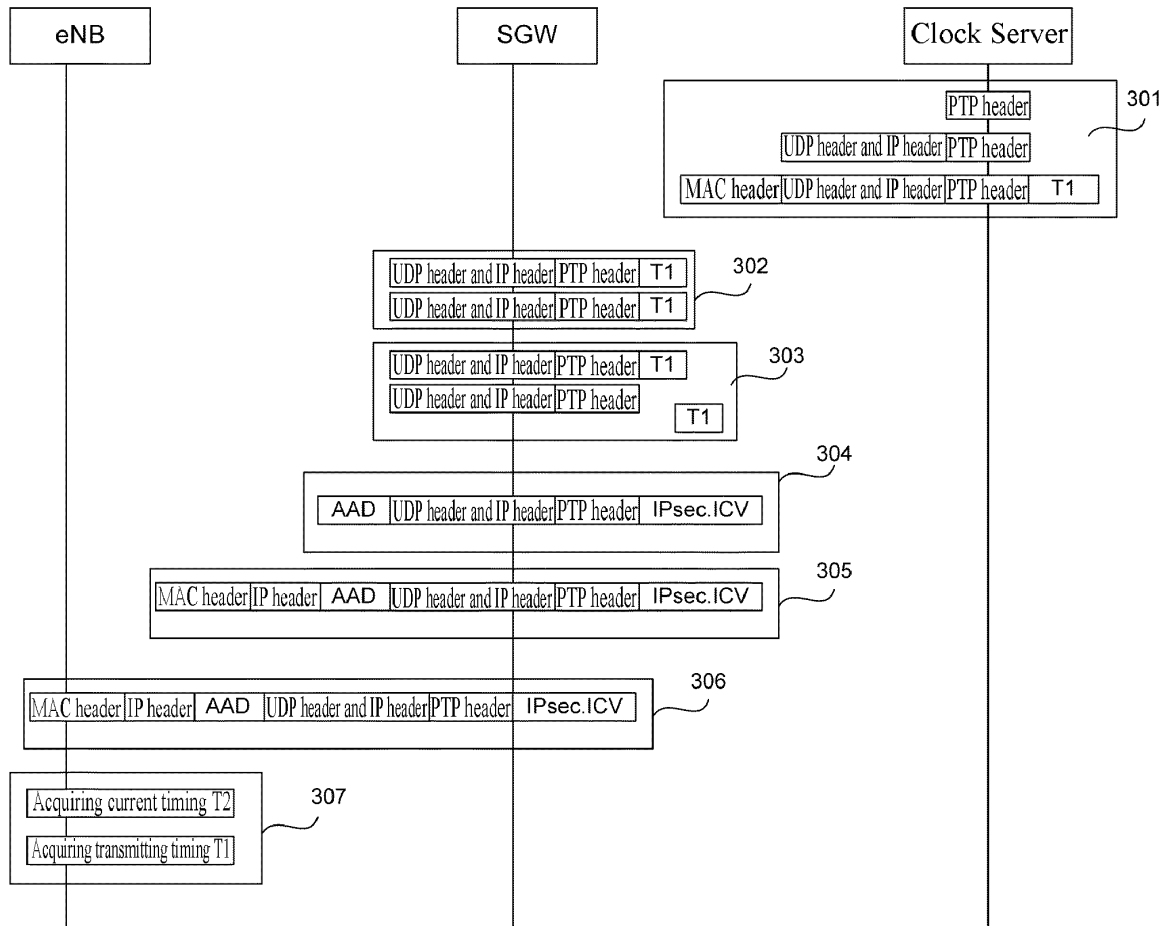 eNB SGW Clock Server
PTP header 301
UDP header and IP header PTP header
MAC header UDP header and IP header PTP header T1
UDP header and IP header PTP header T1 302
UDP header and IP header PTP header T1
UDP header and IP header PTP header T1 303
UDP header and IP header PTP header
T1
304
AAD UDP header and IP header PTP header IPsec.ICV
305
MAC header IP header AAD UDP header and IP header PTP header IPsec.ICV
306
MAC header IP header AAD UDP header and IP header PTP header IPsec.ICV
Acquiring current timing T2 307
Acquiring transmitting timing T1